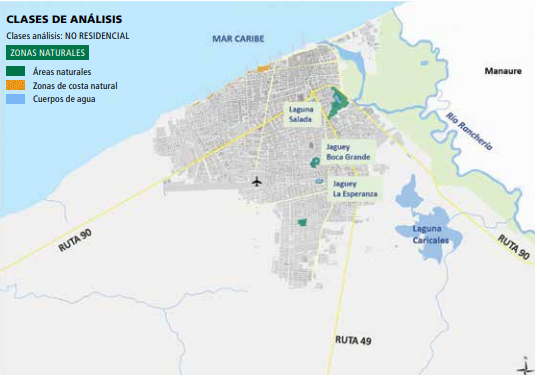 CLASES DE ANÁLISIS
Clases análisis: NO RESIDENCIAL
ZONAS NATURALES
Áreas naturales
Zonas de costa natural
Cuerpos de agua
MAR CARIBE
Manaure
Río Ranchería
Laguna
Salada
Jaguey
Boca Grande
Jaguey
La Esperanza
Laguna
Caricales
RUTA 90
RUTA 90
RUTA 49